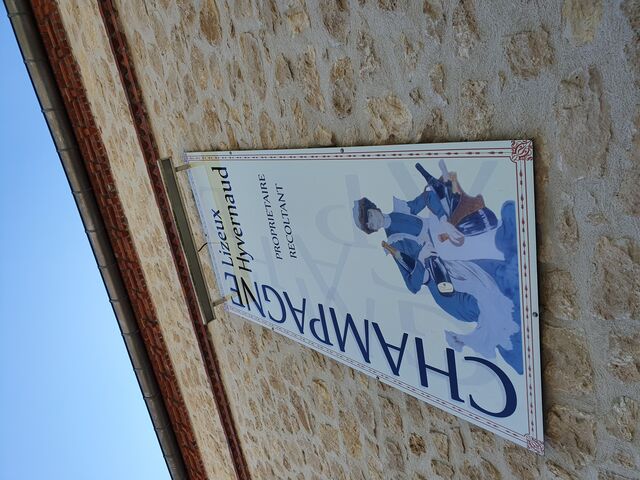 CHAMPAGNE
Lizeux
Hyvernaud
PROPRIETAIRE
RECOLTANT